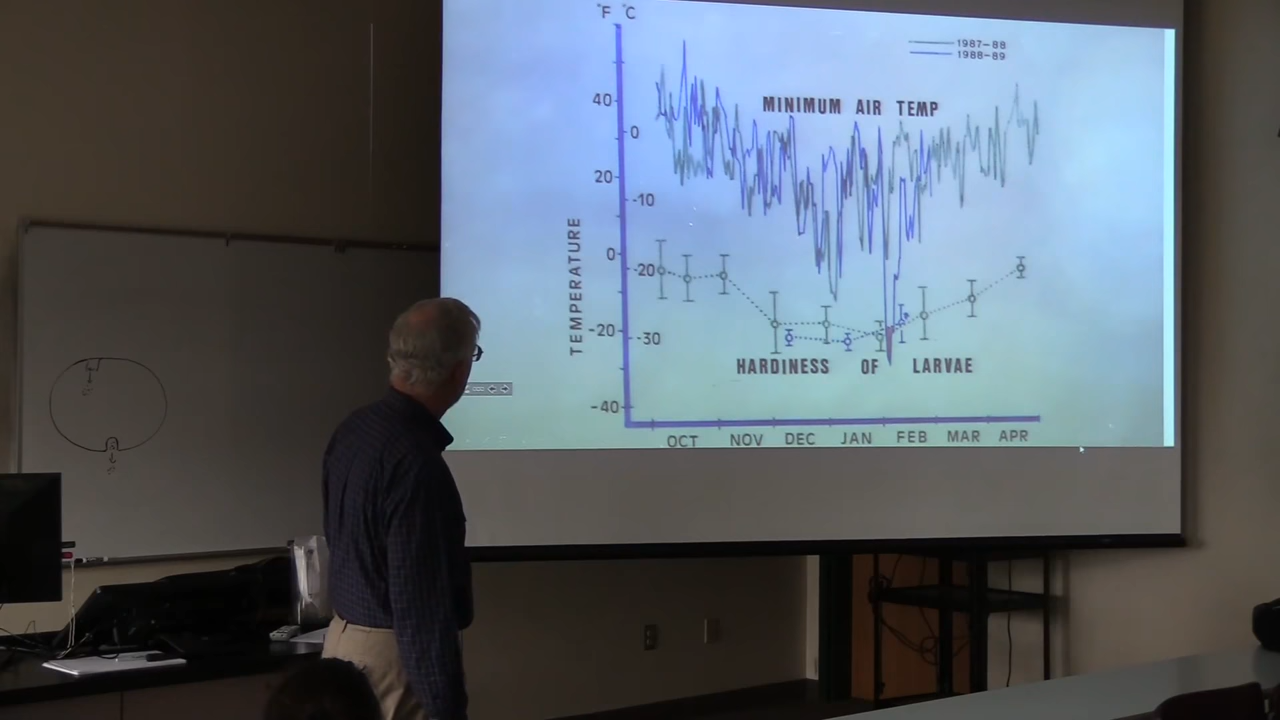 °F °C
1987-88
1988-89
MINIMUM AIR TEMP
40
0
20
-10
0
-20
-20
-30
-40
TEMPERATURE
HARDINESS OF LARVAE
OCT NOV DEC JAN FEB MAR APR